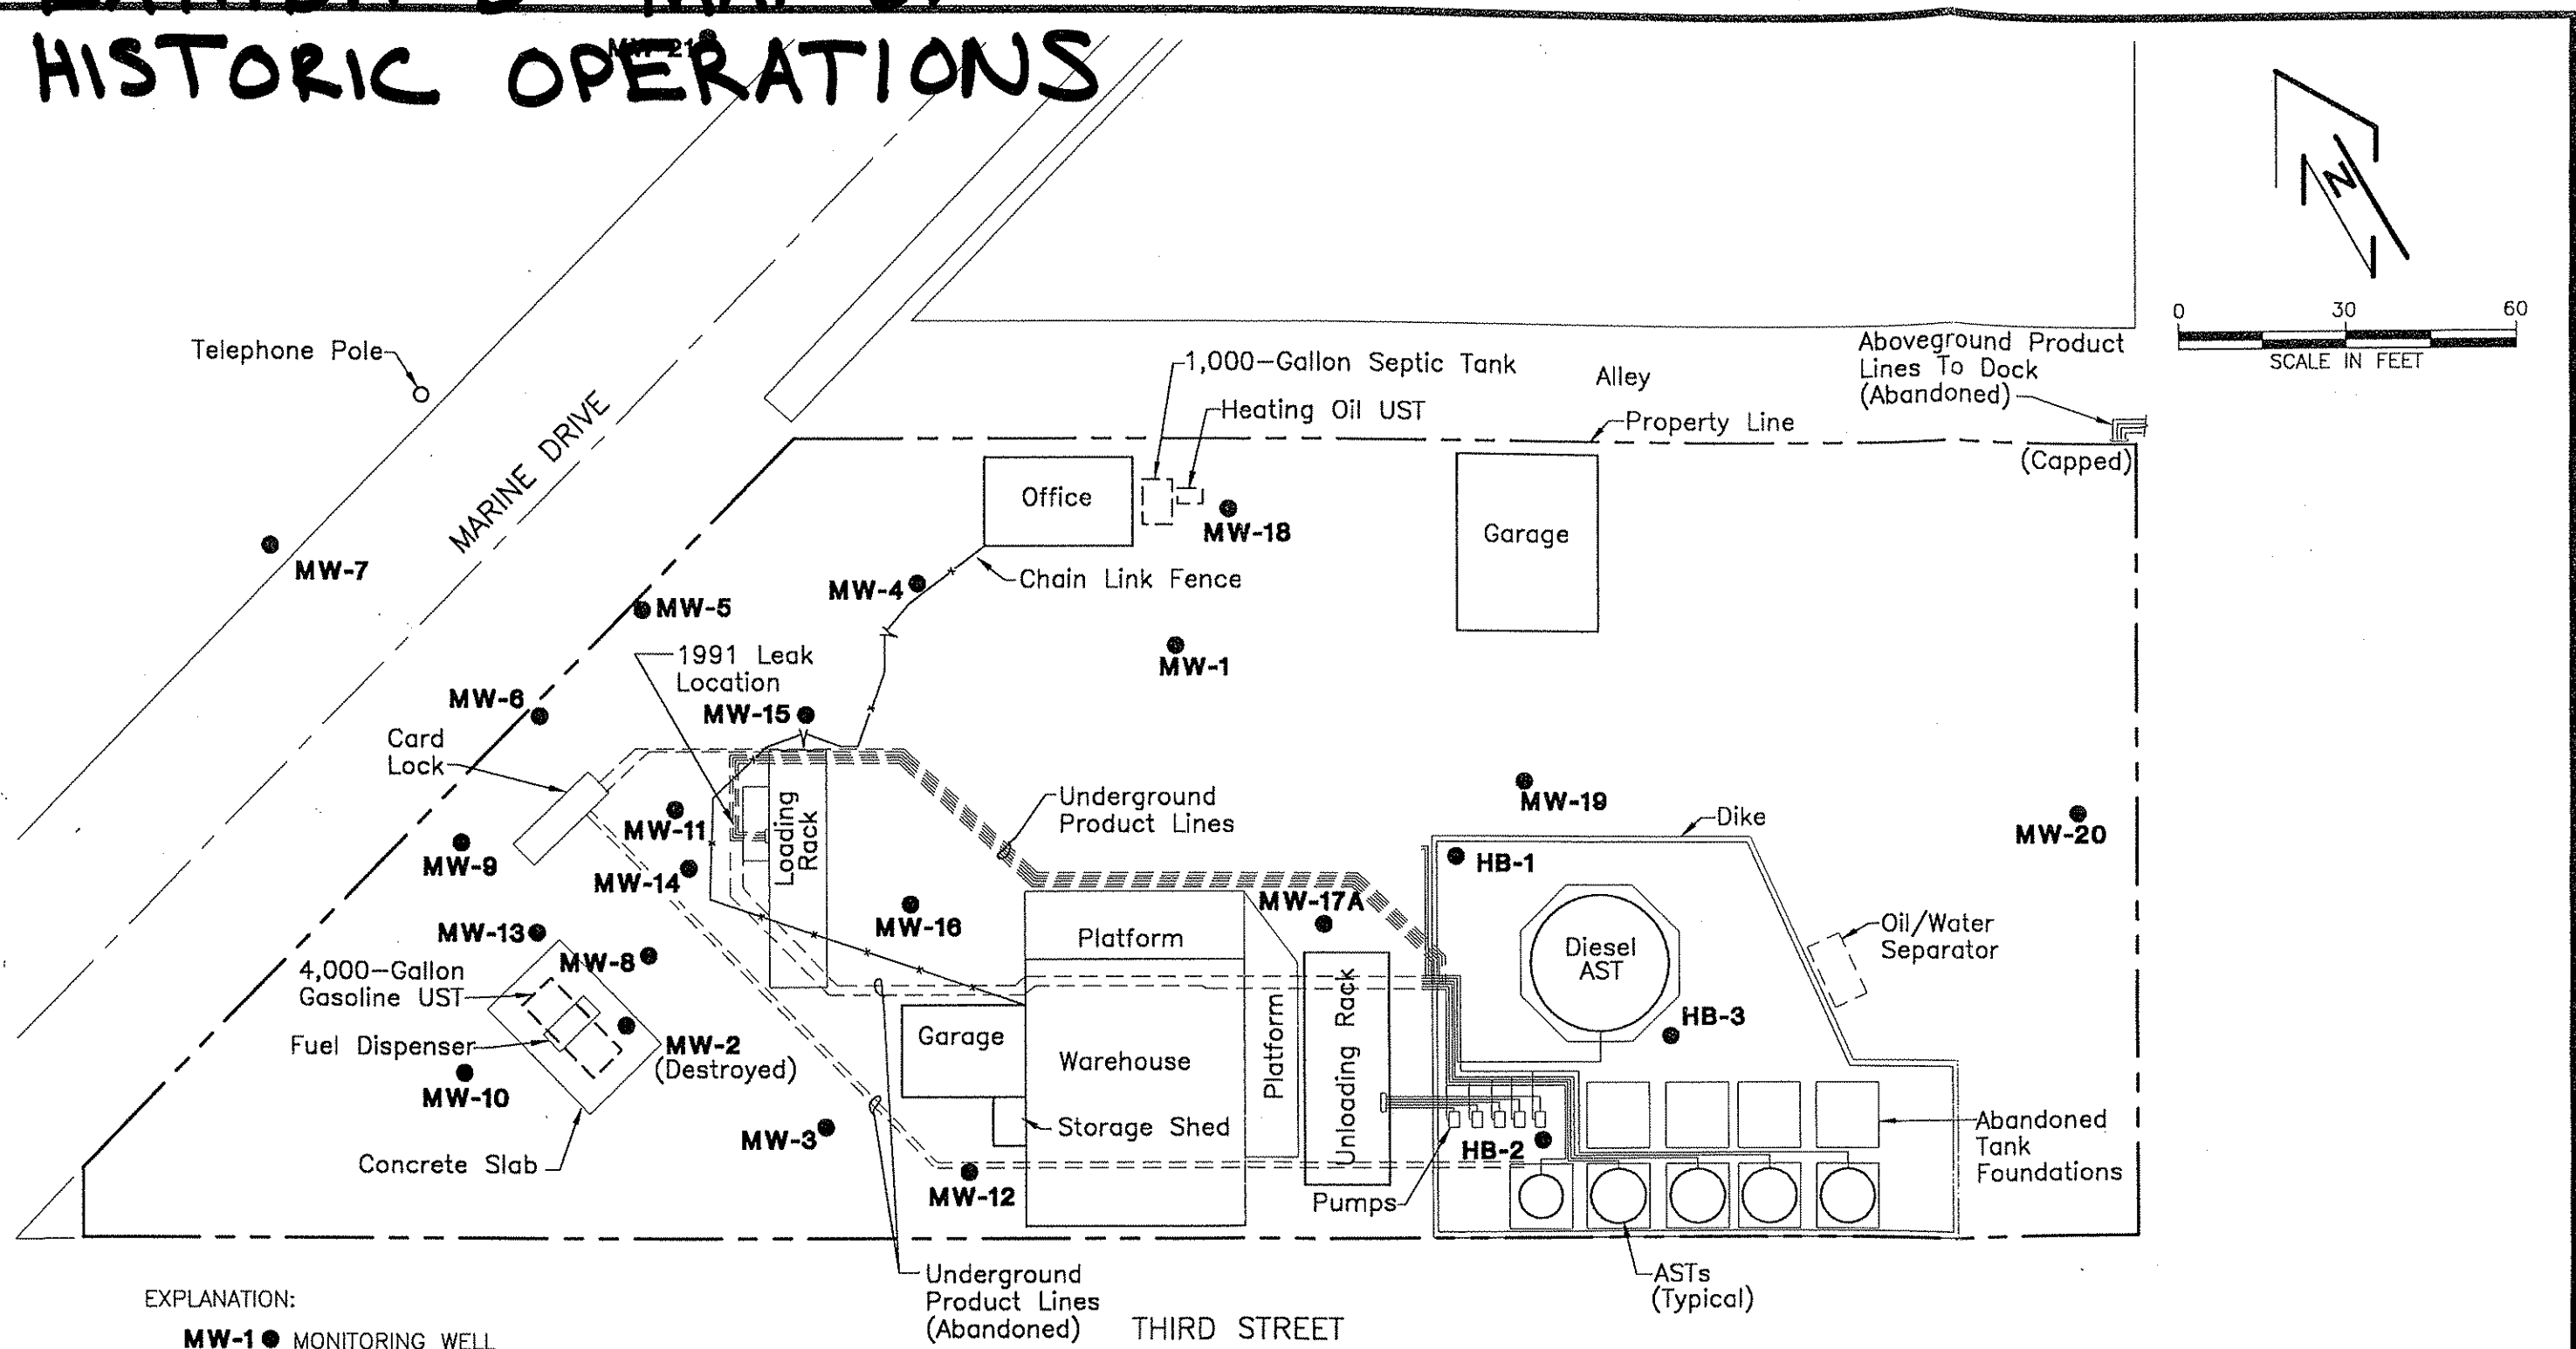 HISTORIC OPERATIONS
MW-21
N
0 30 60
SCALE IN FEET
Telephone Pole
MARINE DRIVE
1,000-Gallon Septic Tank
Heating Oil UST
Alley
Property Line
Aboveground Product
Lines To Dock
(Abandoned)
(Capped)
Office
Garage
MW-18
MW-7
MW-4
Chain Link Fence
MW-5
MW-1
1991 Leak
Location
MW-6
MW-15
Card
Lock
Loading
Rack
Underground
Product Lines
MW-19
Dike
MW-20
MW-11
MW-9
MW-14
HB-1
MW-17A
MW-16
Platform
Diesel
AST
Oil/Water
Separator
MW-13
MW-8
4,000-Gallon
Gasoline UST
Fuel Dispenser
MW-2
(Destroyed)
Garage
Warehouse
Platform
Unloading Rack
HB-3
MW-10
MW-3
Storage Shed
HB-2
Abandoned
Tank
Foundations
Concrete Slab
MW-12
Pumps
Underground
Product Lines
(Abandoned)
ASTs
(Typical)
THIRD STREET
EXPLANATION:
MW-1 MONITORING WELL